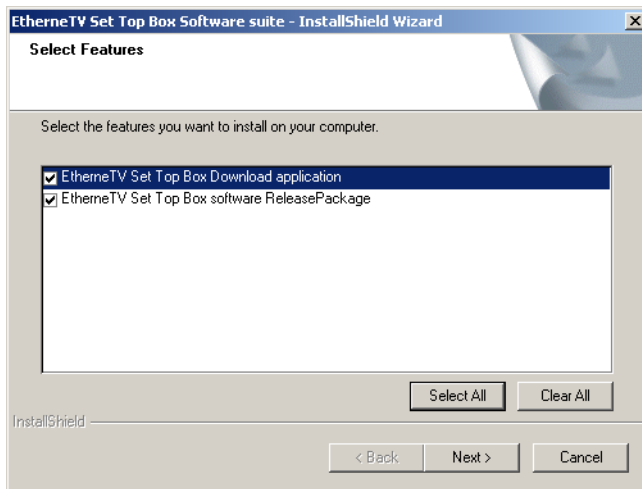 EtherneTV Set Top Box Software suite - InstallShield Wizard
Select Features
Select the features you want to install on your computer.
EtherneTV Set Top Box Download application
EtherneTV Set Top Box software ReleasePackage
Select All Clear All
InstallShield
< Back Next > Cancel